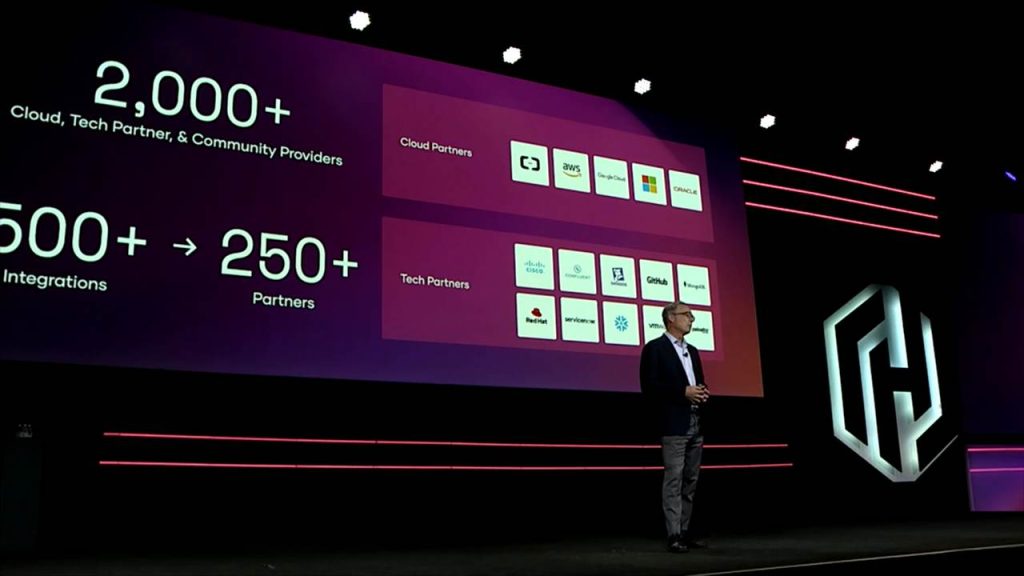 2,000+
Cloud, Tech Partner, & Community Providers
500+ → 250+
Integrations
Partners
Cloud Partners
aws
Google Cloud
ORACLE
Tech Partners
CISCO
CONFLUENT
DATADOG
GitHub
MongoDB
Red Hat
servicenow